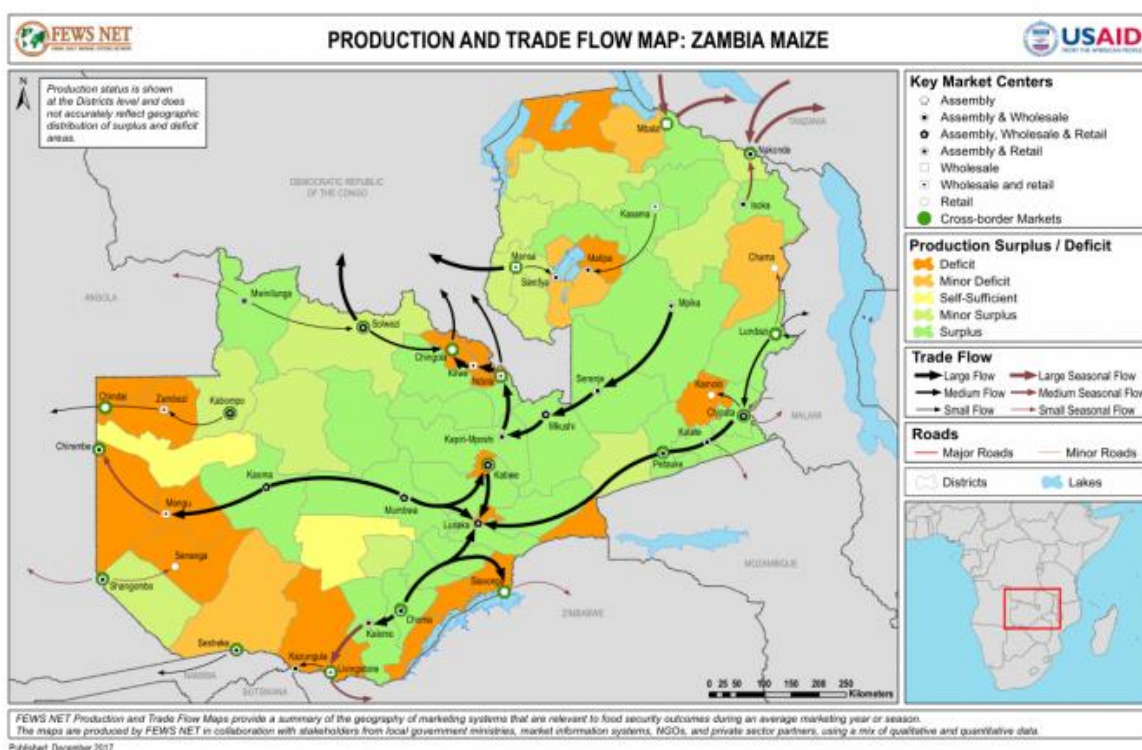 FEWS NET
USAID
FROM THE AMERICAN PEOPLE
PRODUCTION AND TRADE FLOW MAP: ZAMBIA MAIZE
N
Production status is shown
at the Districts level and does
not accurately reflect geographic
distribution of surplus and deficit
areas.
DEMOCRATIC REPUBLIC
OF THE CONGO
TANZANIA
ANGOLA
MALAWI
MOZAMBIQUE
ZIMBABWE
NAMIBIA
BOTSWANA
Mbala
Nakonde
Isoka
Kasama
Chama
Mansa
Samfya
Mpika
Lundazi
Mwinilunga
Solwezi
Chingola
Kitwe
Ndola
Serenje
Mkushi
Kapiri-Mposhi
Chipata
Katete
Petauke
Zambezi
Kabompo
Kaoma
Mumbwa
Lusaka
Mongu
Senanga
Shangombo
Sesheke
Kazungula
Livingstone
Kalomo
Choma
0 25 50 100 150 200 250
Kilometers
Key Market Centers
Assembly
Assembly & Wholesale
Assembly, Wholesale & Retail
Assembly & Retail
Wholesale
Wholesale and retail
Retail
Cross-border Markets
Production Surplus / Deficit
Deficit
Minor Deficit
Self-Sufficient
Minor Surplus
Surplus
Trade Flow
Large Flow Large Seasonal Flow
Medium Flow Medium Seasonal Flow
Small Flow Small Seasonal Flow
Roads
Major Roads Minor Roads
Districts Lakes
FEWS NET Production and Trade Flow Maps provide a summary of the geography of marketing systems that are relevant to food security outcomes during an average marketing year or season.
The maps are produced by FEWS NET in collaboration with stakeholders from local government ministries, market information systems, NGOs, and private sector partners, using a mix of qualitative and quantitative data.
Published: December 2017